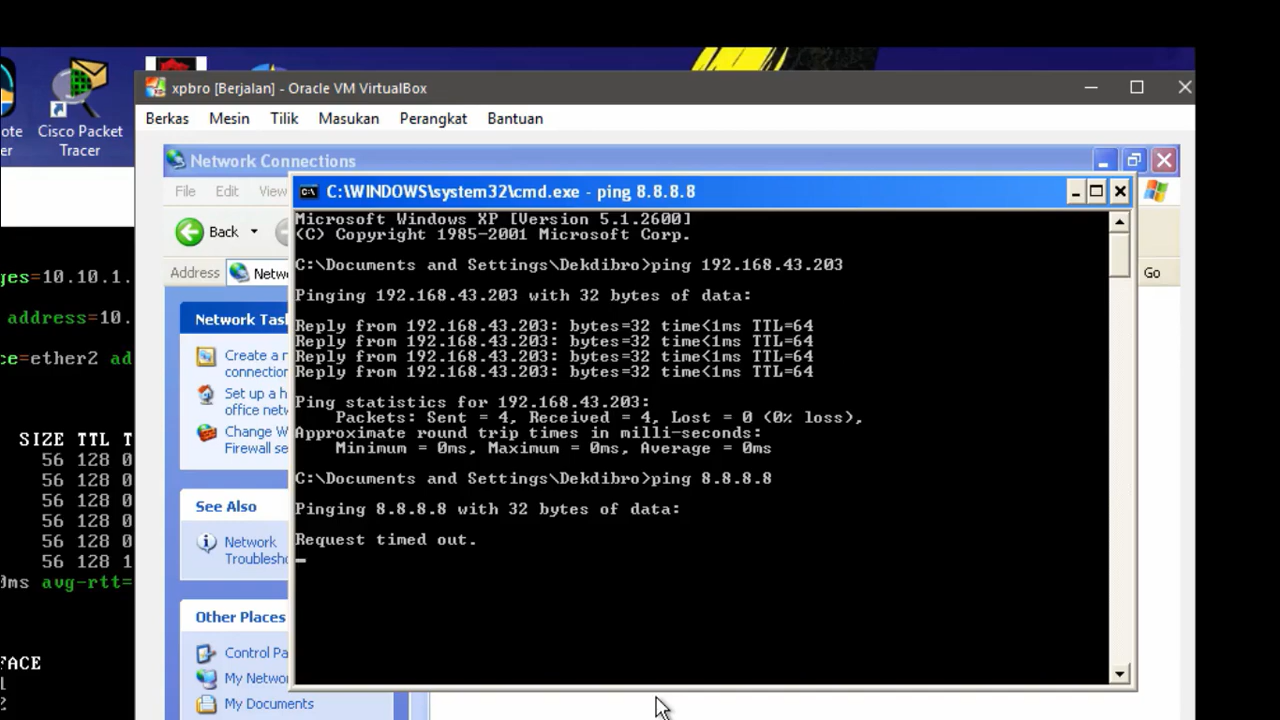 ote
er
Cisco Packet
Tracer
xpbro [Berjalan] - Oracle VM VirtualBox
Berkas Mesin Tilik Masukan Perangkat Bantuan
Network Connections
File Edit View
Back
Address Netwo
Go
C:\WINDOWS\system32\cmd.exe - ping 8.8.8.8
Microsoft Windows XP [Version 5.1.2600]
(C) Copyright 1985-2001 Microsoft Corp.
C:\Documents and Settings\Dekdibro>ping 192.168.43.203
Pinging 192.168.43.203 with 32 bytes of data:
Reply from 192.168.43.203: bytes=32 time<1ms TTL=64
Reply from 192.168.43.203: bytes=32 time<1ms TTL=64
Reply from 192.168.43.203: bytes=32 time<1ms TTL=64
Reply from 192.168.43.203: bytes=32 time<1ms TTL=64
Ping statistics for 192.168.43.203:
Packets: Sent = 4, Received = 4, Lost = 0 (0% loss),
Approximate round trip times in milli-seconds:
Minimum = 0ms, Maximum = 0ms, Average = 0ms
C:\Documents and Settings\Dekdibro>ping 8.8.8.8
Pinging 8.8.8.8 with 32 bytes of data:
Request timed out.
Network Tas
Create a n
connection
Set up a h
office netw
Change W
Firewall se
See Also
Network
Troublesho
Other Places
Control Pa
My Networ
My Documents
ges=10.10.1.
address=10.
ce=ether2 ad
SIZE TTL T
56 128 0
56 128 0
56 128 0
56 128 0
56 128 0
56 128 1
0ms avg-rtt=
FACE
1
2